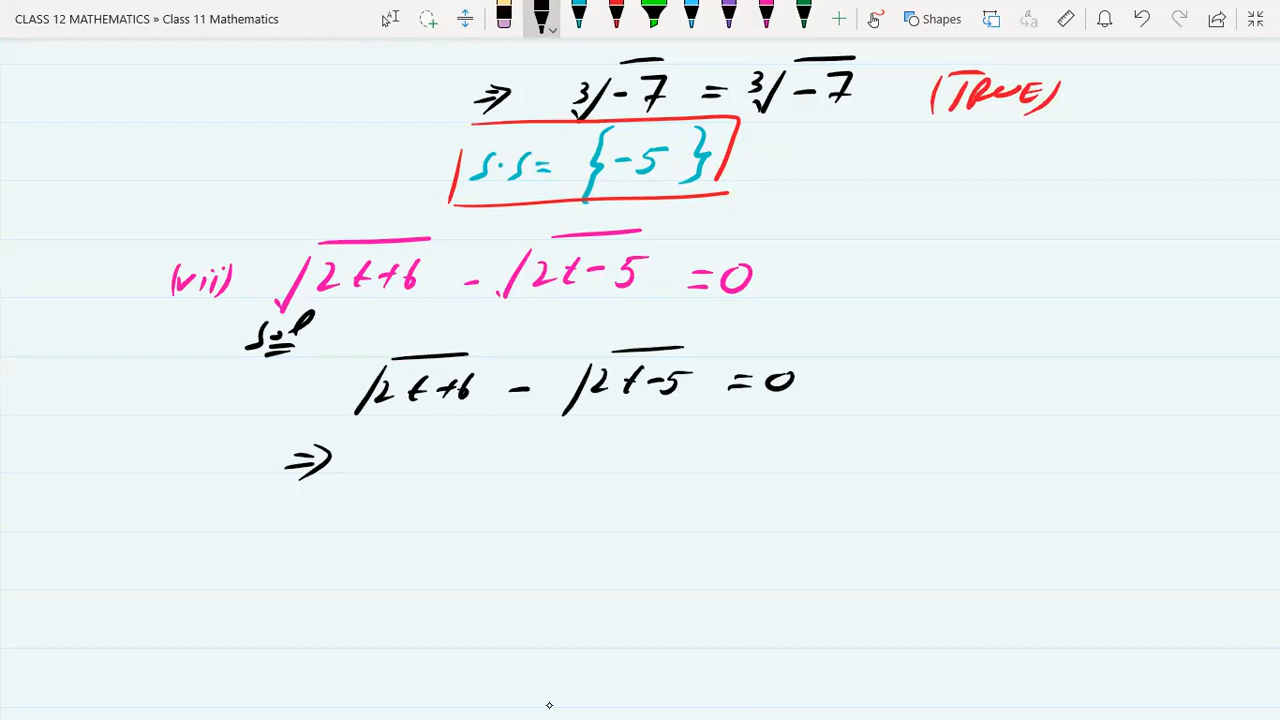 CLASS 12 MATHEMATICS » Class 11 Mathematics Shapes
⇒ ∛-7 = ∛-7 (TRUE)
S.S = {-5}
(vii) √2t+6 - √2t-5 = 0
Sol
√2t+6 - √2t-5 = 0
⇒